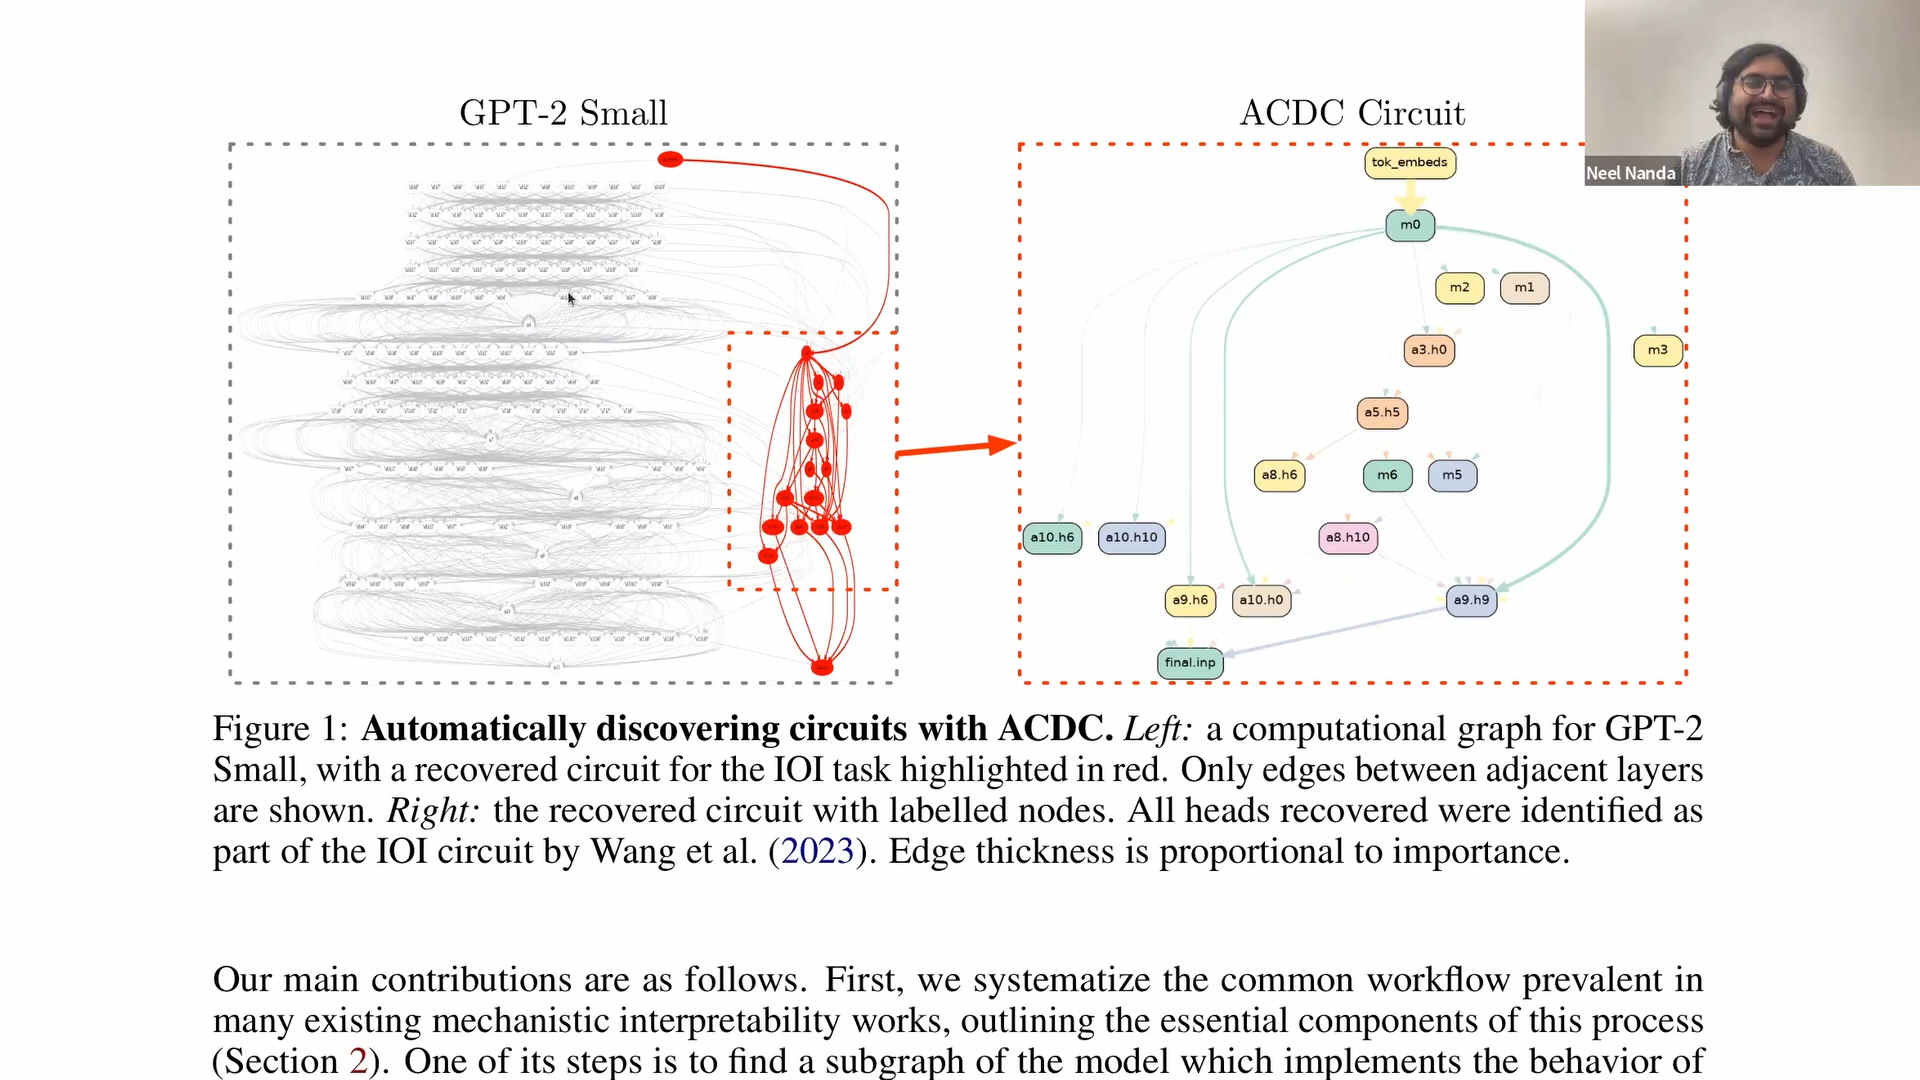 GPT-2 Small
ACDC Circuit
Neel Nanda
tok_embeds
m0
m2
m1
a3.h0
m3
a5.h5
a8.h6
m6
m5
a10.h6
a10.h10
a8.h10
a9.h6
a10.h0
a9.h9
final.inp
Figure 1: Automatically discovering circuits with ACDC. Left: a computational graph for GPT-2
Small, with a recovered circuit for the IOI task highlighted in red. Only edges between adjacent layers
are shown. Right: the recovered circuit with labelled nodes. All heads recovered were identified as
part of the IOI circuit by Wang et al. (2023). Edge thickness is proportional to importance.
Our main contributions are as follows. First, we systematize the common workflow prevalent in
many existing mechanistic interpretability works, outlining the essential components of this process
(Section 2). One of its steps is to find a subgraph of the model which implements the behavior of